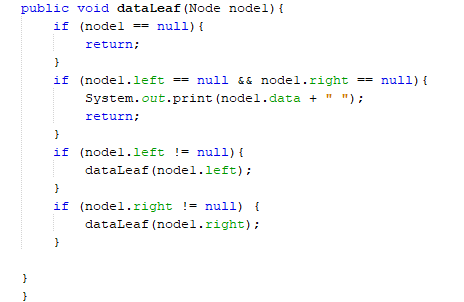 public void dataLeaf(Node node1){
if (node1 == null){
return;
}
if (node1.left == null && node1.right == null){
System.out.print(node1.data + " ");
return;
}
if (node1.left != null){
dataLeaf(node1.left);
}
if (node1.right != null) {
dataLeaf(node1.right);
}
}
}